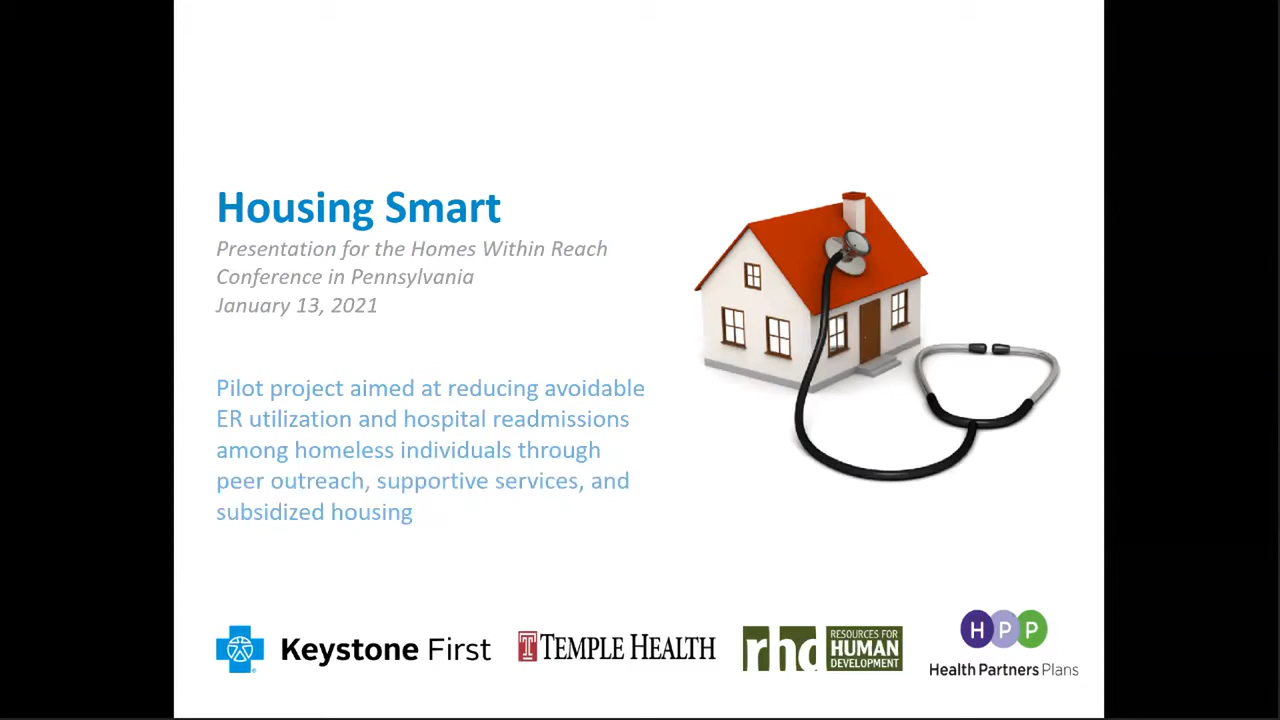 Housing Smart
Presentation for the Homes Within Reach
Conference in Pennsylvania
January 13, 2021
Pilot project aimed at reducing avoidable
ER utilization and hospital readmissions
among homeless individuals through
peer outreach, supportive services, and
subsidized housing
Keystone First
T TEMPLE HEALTH
rhd RESOURCES FOR
HUMAN
DEVELOPMENT
HPP
Health Partners Plans